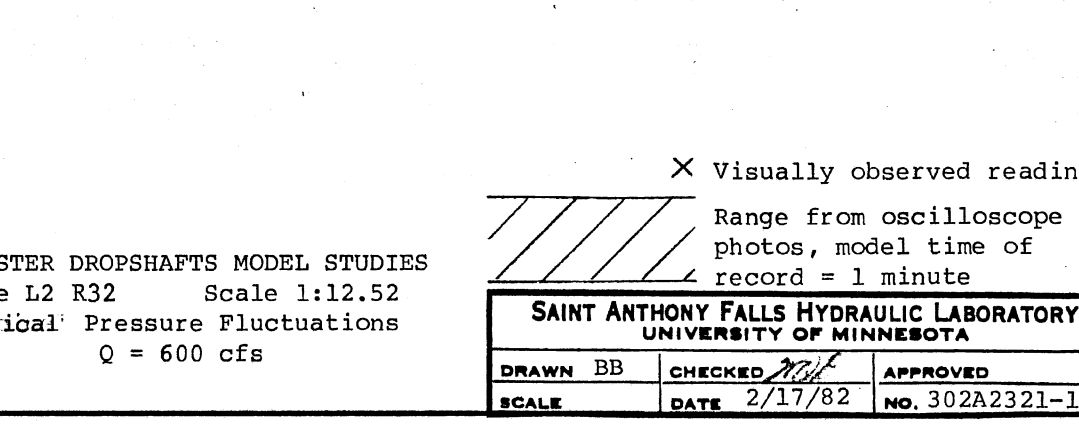 × Visually observed readin
Range from oscilloscope
photos, model time of
record = 1 minute
STER DROPSHAFTS MODEL STUDIES
e L2 R32 Scale 1:12.52
ical Pressure Fluctuations
Q = 600 cfs
SAINT ANTHONY FALLS HYDRAULIC LABORATORY
UNIVERSITY OF MINNESOTA
DRAWN BB CHECKED APPROVED
SCALE DATE 2/17/82 NO. 302A2321-1